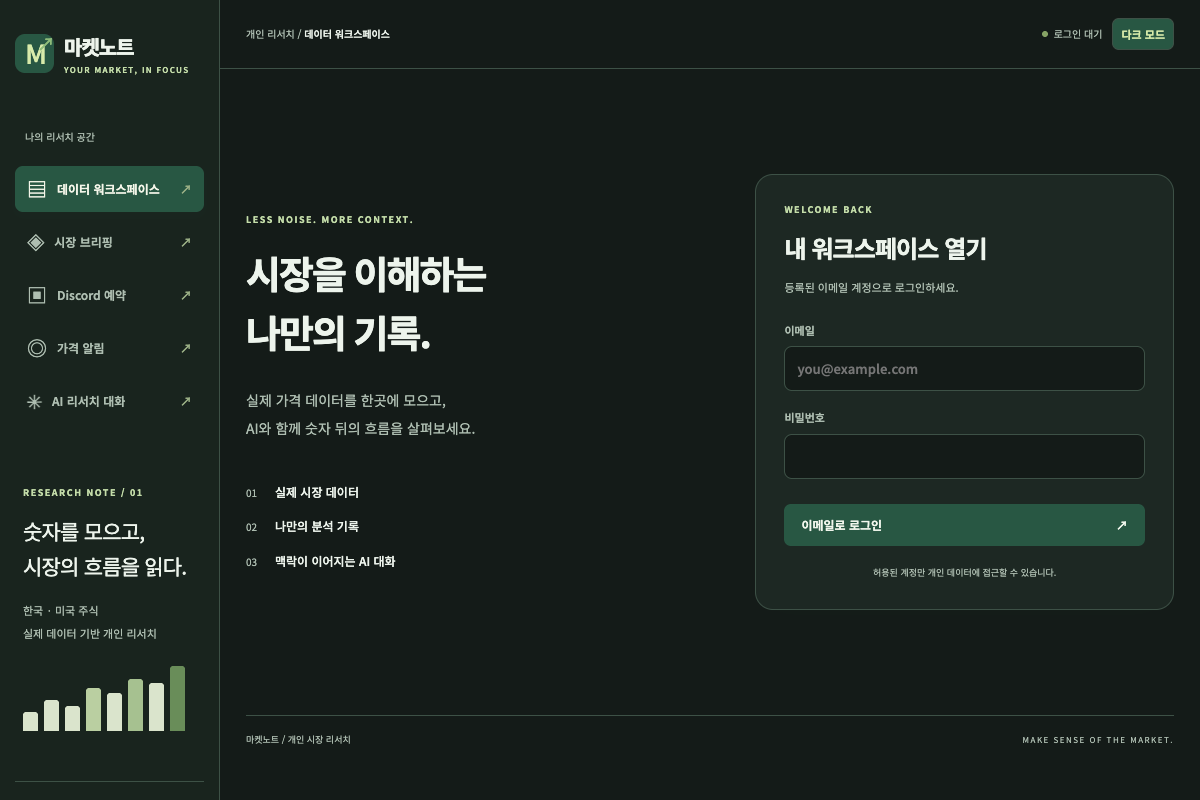 M
마켓노트
YOUR MARKET, IN FOCUS
나의 리서치 공간
데이터 워크스페이스 ↗
시장 브리핑 ↗
Discord 예약 ↗
가격 알림 ↗
AI 리서치 대화 ↗
RESEARCH NOTE / 01
숫자를 모으고,
시장의 흐름을 읽다.
한국 · 미국 주식
실제 데이터 기반 개인 리서치
개인 리서치 / 데이터 워크스페이스
로그인 대기
다크 모드
LESS NOISE. MORE CONTEXT.
시장을 이해하는
나만의 기록.
실제 가격 데이터를 한곳에 모으고,
AI와 함께 숫자 뒤의 흐름을 살펴보세요.
01 실제 시장 데이터
02 나만의 분석 기록
03 맥락이 이어지는 AI 대화
WELCOME BACK
내 워크스페이스 열기
등록된 이메일 계정으로 로그인하세요.
이메일
you@example.com
비밀번호
이메일로 로그인 ↗
허용된 계정만 개인 데이터에 접근할 수 있습니다.
마켓노트 / 개인 시장 리서치
MAKE SENSE OF THE MARKET.